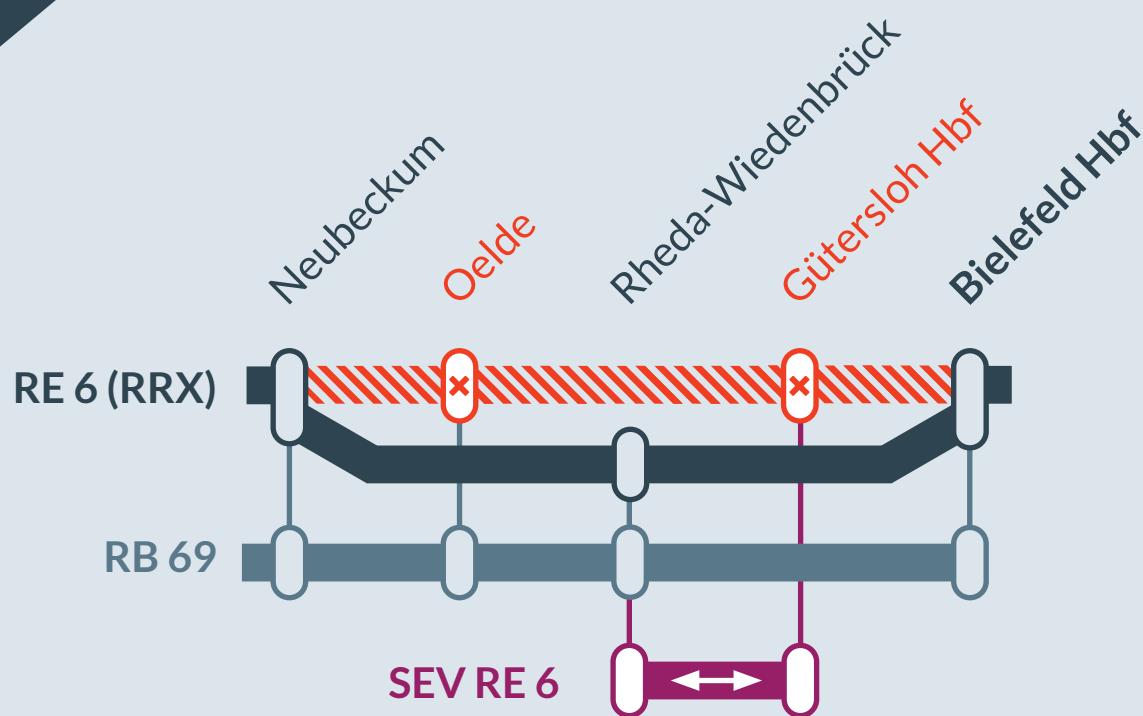 Neubeckum
Oelde
Rheda-Wiedenbrück
Gütersloh Hbf
Bielefeld Hbf
RE 6 (RRX)
RB 69
SEV RE 6